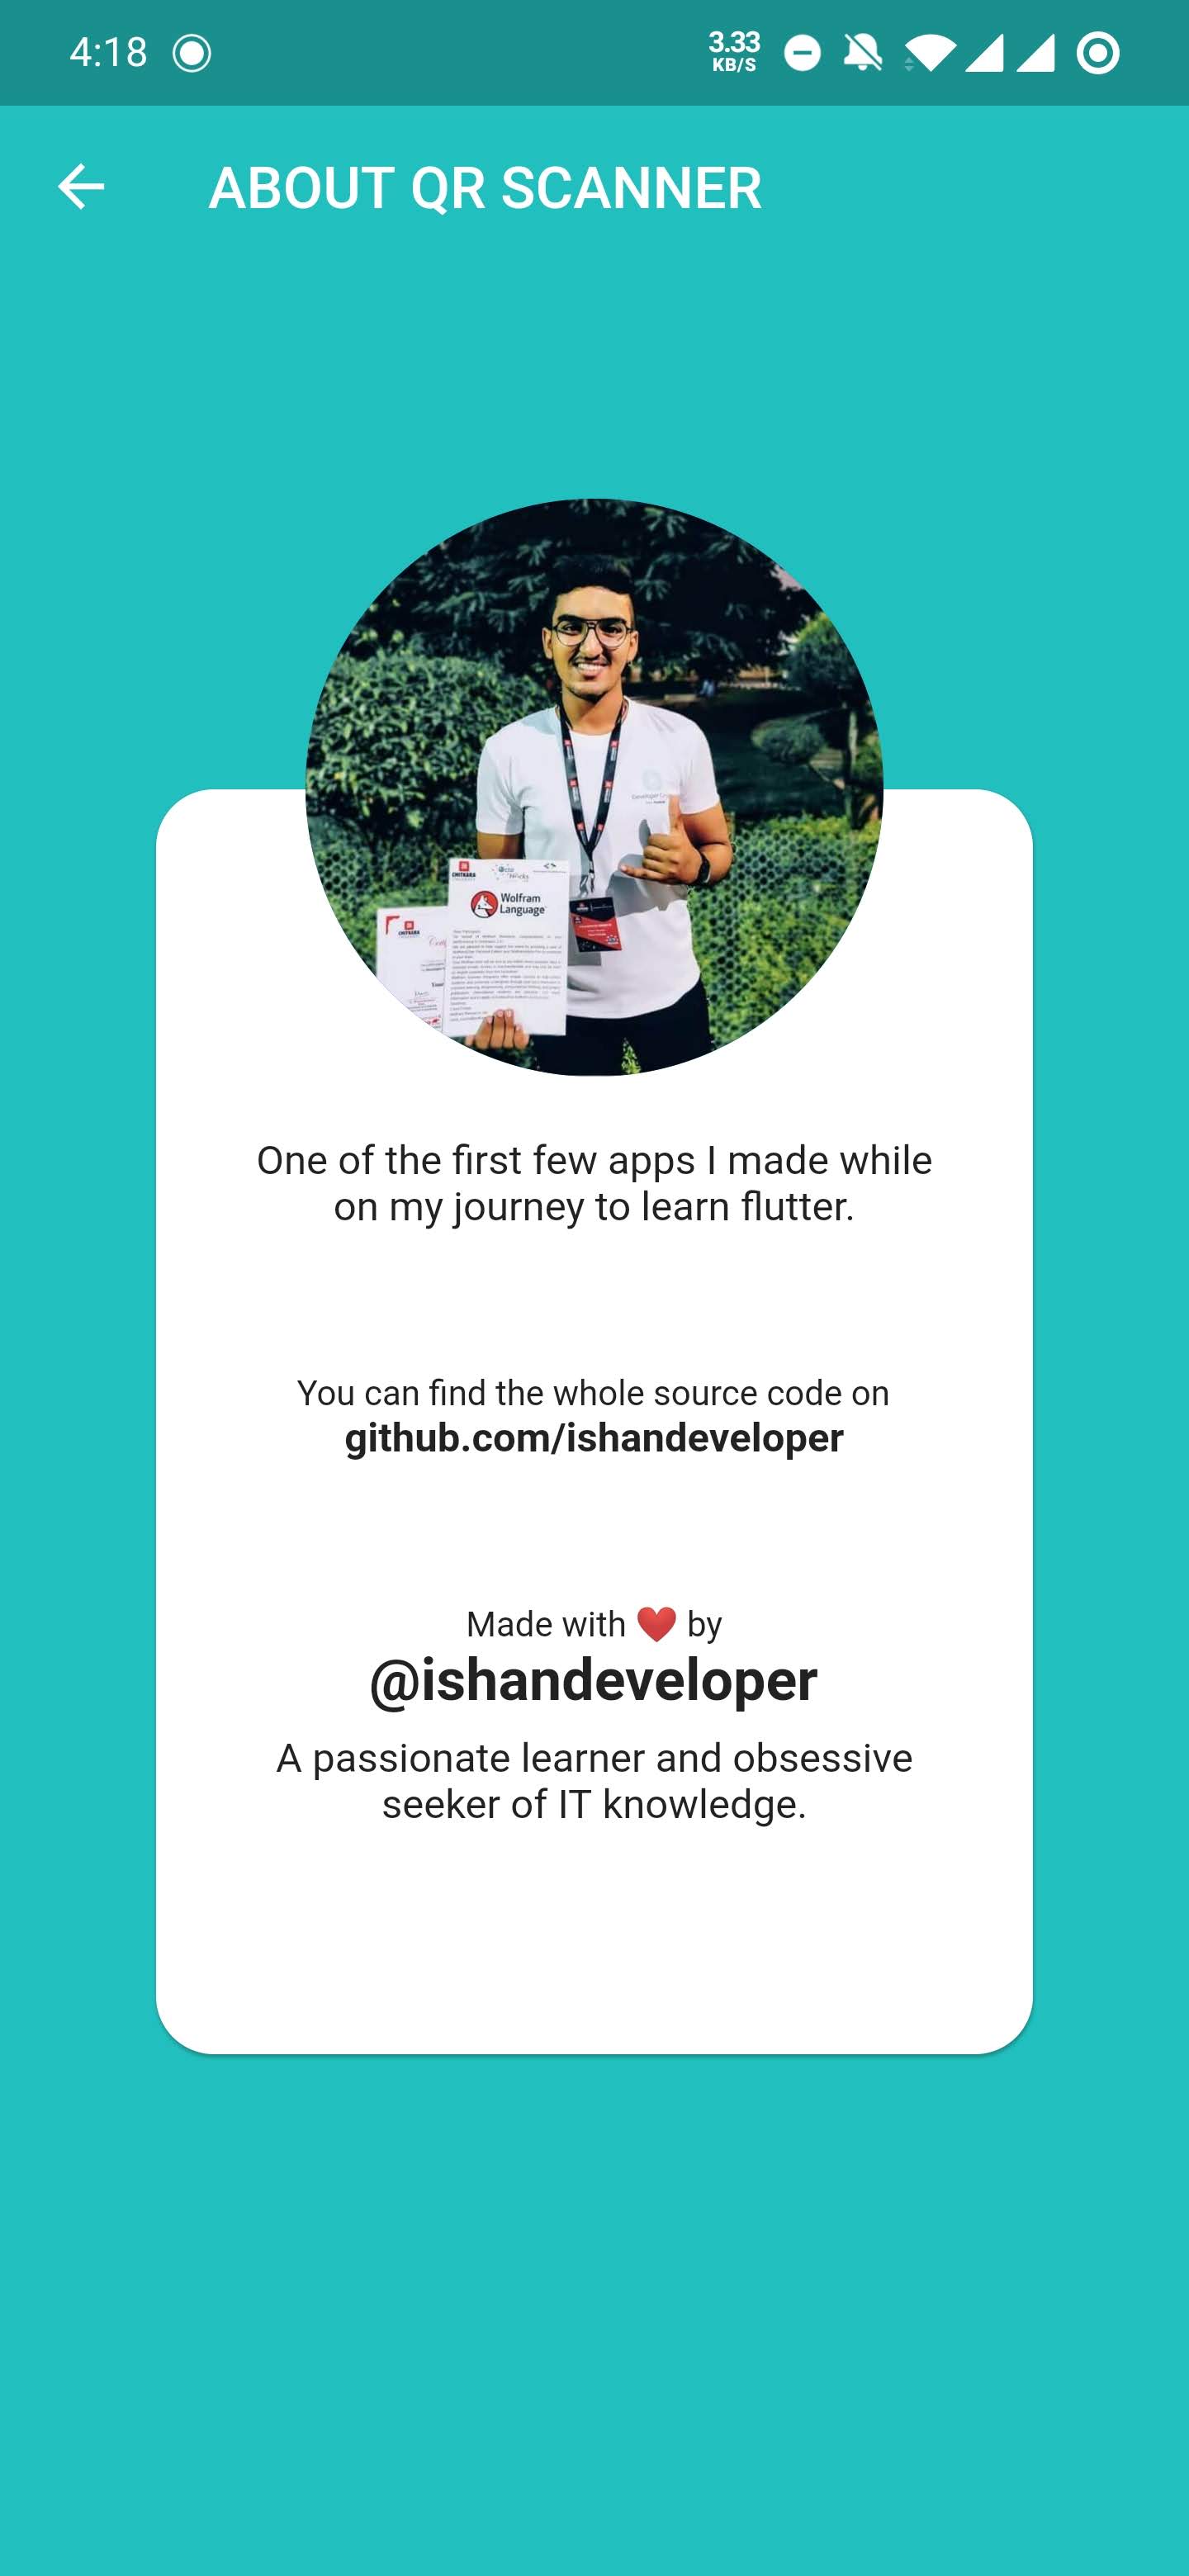 4:18
3.33
KB/S
ABOUT QR SCANNER
CHITKARA
CHITKARA
Wolfram
Language
One of the first few apps I made while
on my journey to learn flutter.
You can find the whole source code on
github.com/ishandeveloper
Made with ❤️ by
@ishandeveloper
A passionate learner and obsessive
seeker of IT knowledge.